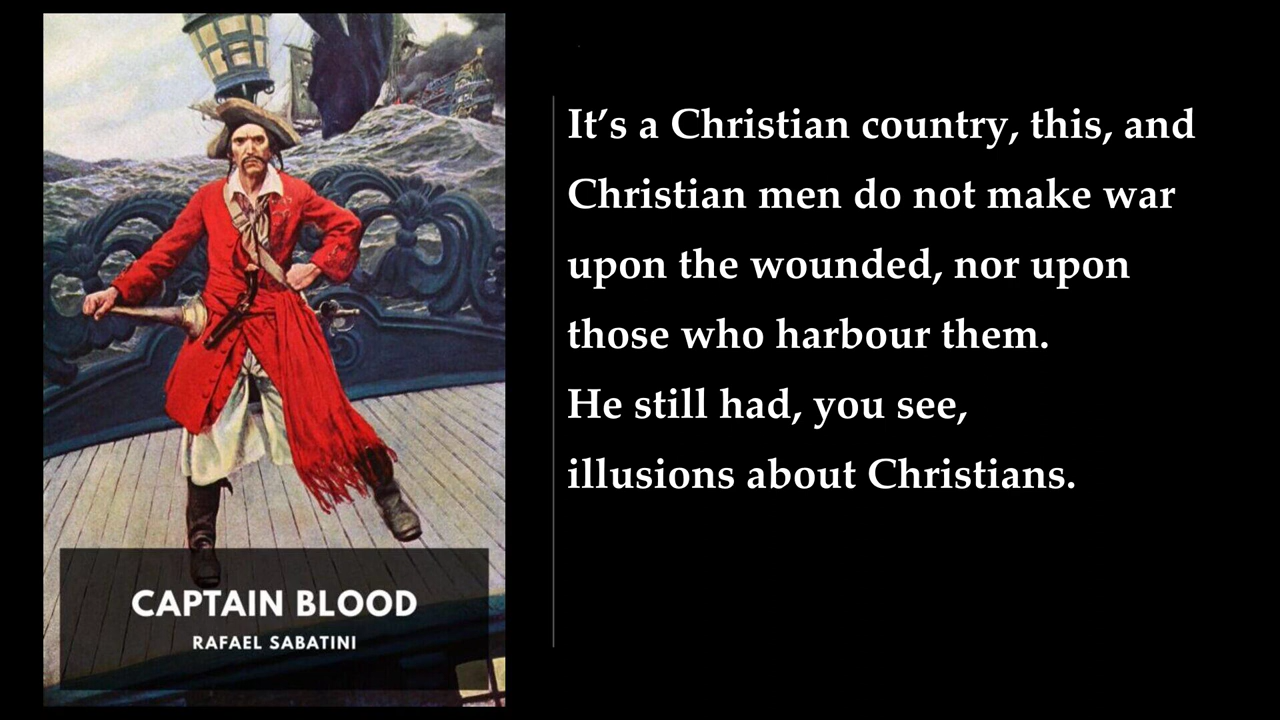 It’s a Christian country, this, and
Christian men do not make war
upon the wounded, nor upon
those who harbour them.
He still had, you see,
illusions about Christians.
CAPTAIN BLOOD
RAFAEL SABATINI